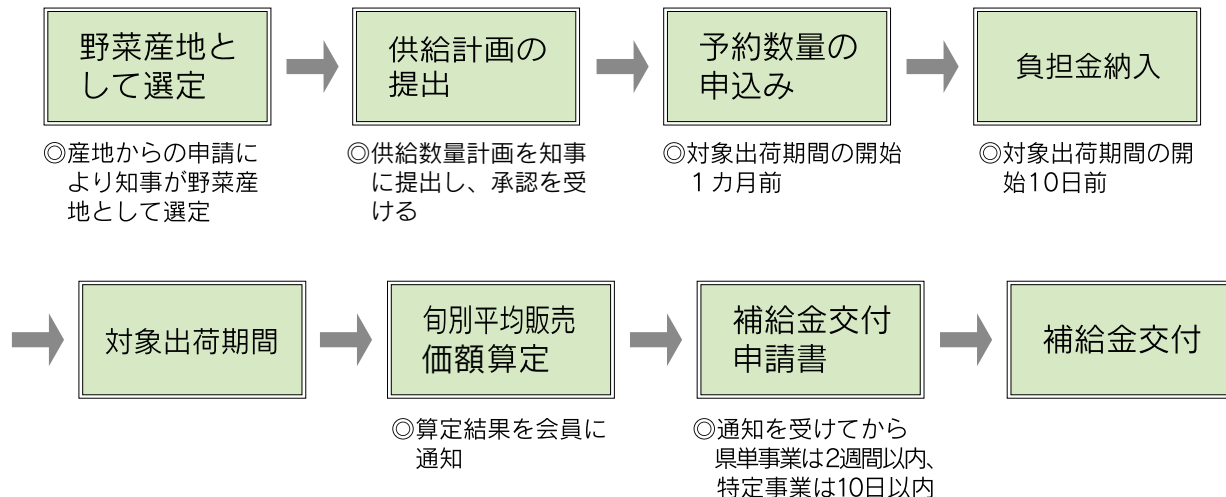 野菜産地と
して選定
供給計画の
提出
予約数量の
申込み
負担金納入
◎産地からの申請に
より知事が野菜産
地として選定
◎供給数量計画を知事
に提出し、承認を受
ける
◎対象出荷期間の開始
1カ月前
◎対象出荷期間の開
始10日前
対象出荷期間
旬別平均販売
価額算定
補給金交付
申請書
補給金交付
◎算定結果を会員に
通知
◎通知を受けてから
県単事業は2週間以内、
特定事業は10日以内